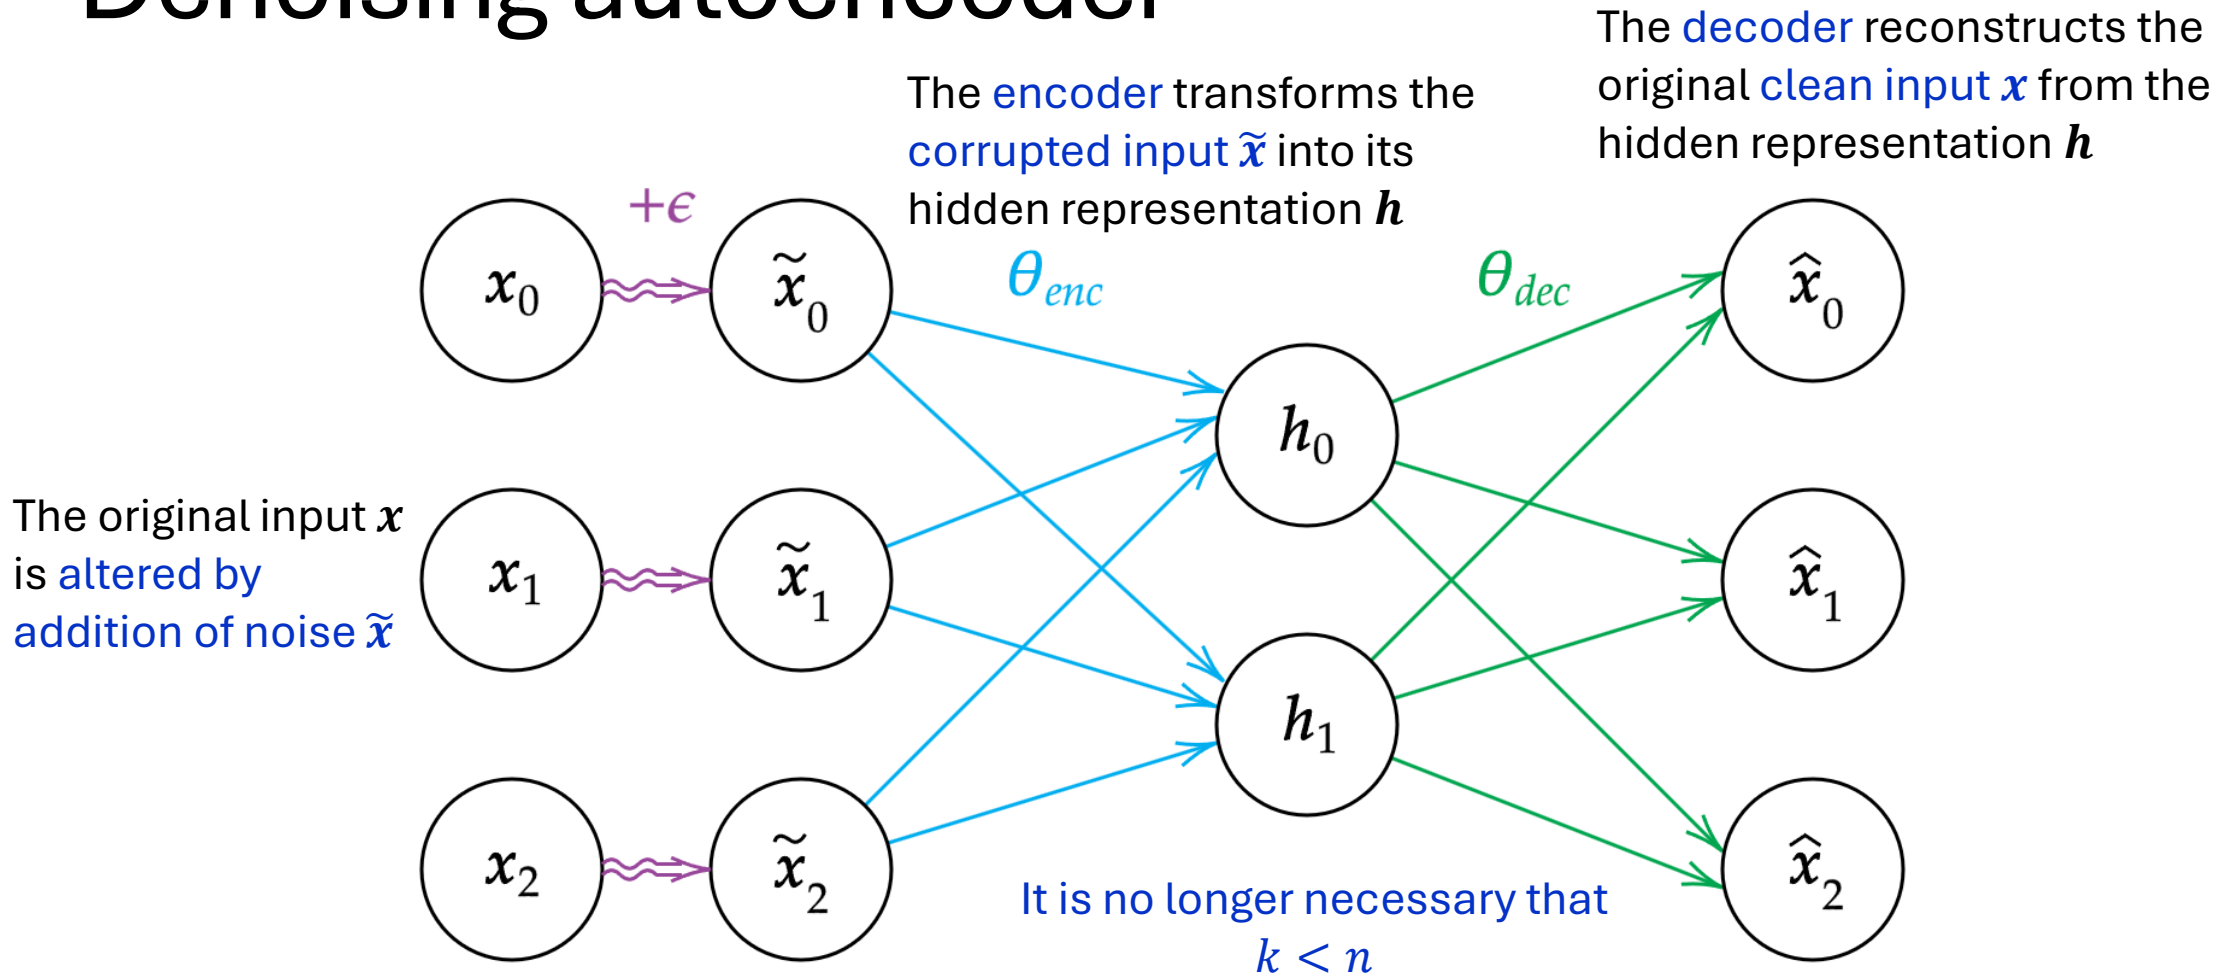 Denoising autoencoder
The decoder reconstructs the
original clean input x from the
hidden representation h
The encoder transforms the
corrupted input x̃ into its
hidden representation h
+ϵ
θenc
θdec
x0
x̃0
x̂0
h0
The original input x
is altered by
addition of noise x̃
x1
x̃1
x̂1
h1
x2
x̃2
x̂2
It is no longer necessary that
k < n